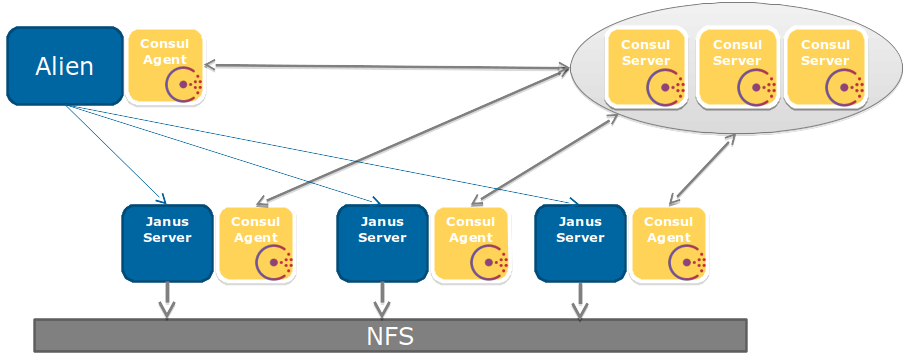 Alien
Consul
Agent
Consul
Server
Consul
Server
Consul
Server
Janus
Server
Consul
Agent
Janus
Server
Consul
Agent
Janus
Server
Consul
Agent
NFS